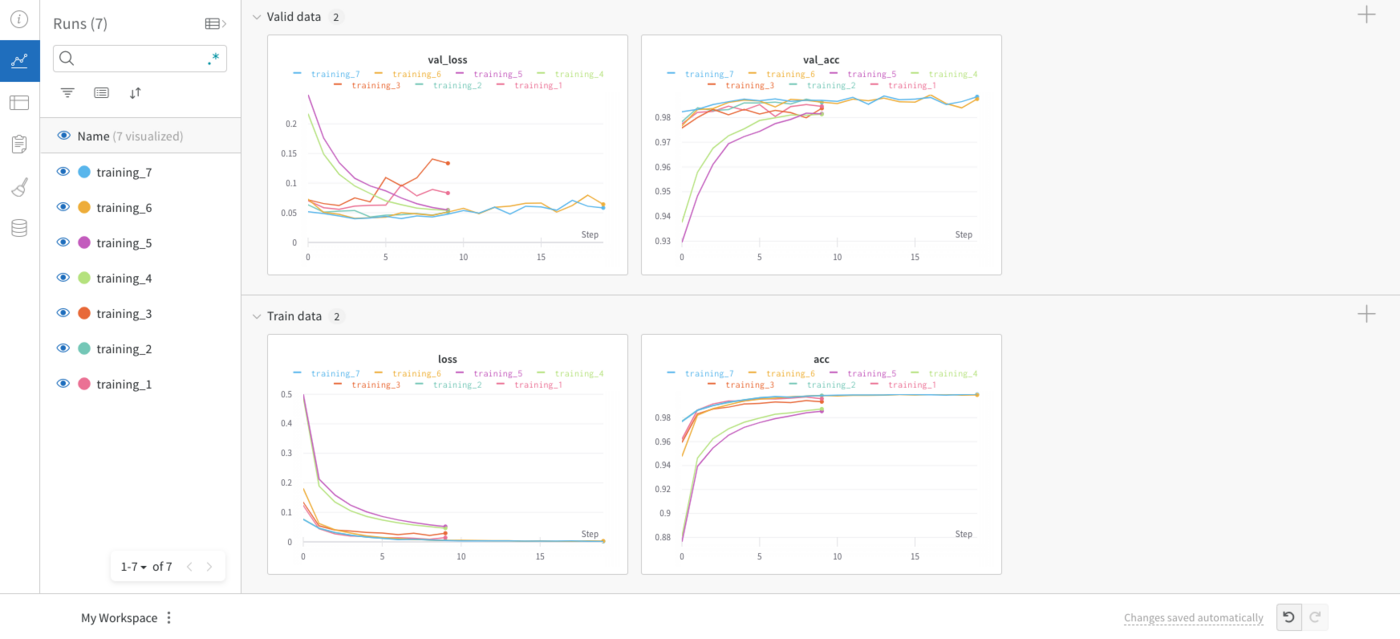 Runs (7)
.*
Name (7 visualized)
training_7
training_6
training_5
training_4
training_3
training_2
training_1
1-7 of 7
Valid data 2
val_loss
training_7 training_6 training_5 training_4
training_3 training_2 training_1
0.2
0.15
0.1
0.05
0
Step
0 5 10 15
val_acc
training_7 training_6 training_5 training_4
training_3 training_2 training_1
0.98
0.97
0.96
0.95
0.94
0.93
Step
0 5 10 15
Train data 2
loss
training_7 training_6 training_5 training_4
training_3 training_2 training_1
0.5
0.4
0.3
0.2
0.1
0
Step
0 5 10 15
acc
training_7 training_6 training_5 training_4
training_3 training_2 training_1
0.98
0.96
0.94
0.92
0.9
0.88
Step
0 5 10 15
My Workspace
Changes saved automatically